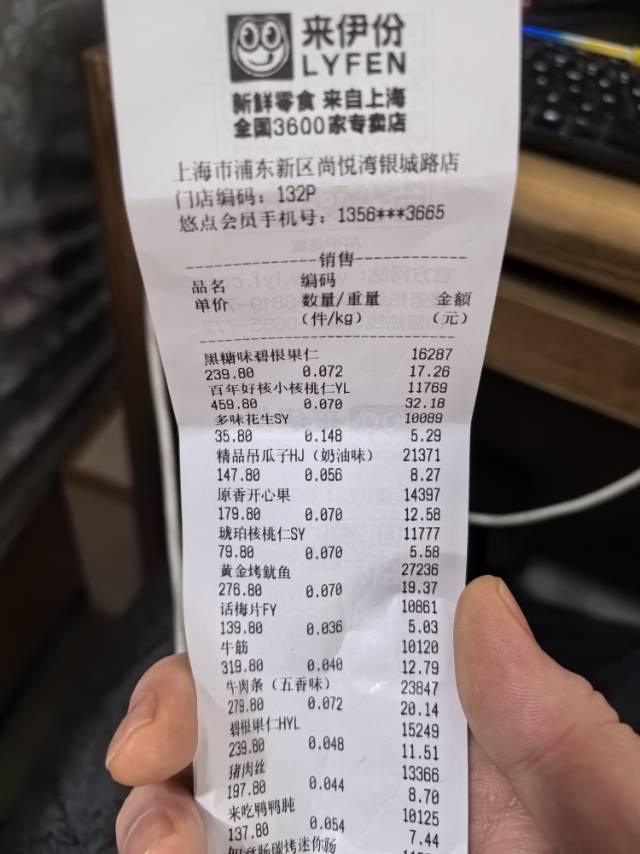 来伊份
LYFEN
新鲜零食 来自上海
全国3600家专卖店
上海市浦东新区尚悦湾银城路店
门店编码：132P
悠点会员手机号：1356***3665
销售
品名 编码
单价 数量/重量 金额
（件/kg） （元）
黑糖味碧根果仁 16287
239.80 0.072 17.26
百年好核小核桃仁YL 11769
459.80 0.070 32.18
多味花生SY 10089
35.80 0.148 5.29
精品吊瓜子HJ（奶油味） 21371
147.80 0.056 8.27
原香开心果 14397
179.80 0.070 12.58
琥珀核桃仁SY 11777
79.80 0.070 5.58
黄金烤鱿鱼 27236
276.80 0.070 19.37
话梅片FY 10861
139.80 0.036 5.03
牛筋 10120
319.80 0.040 12.79
牛肉条（五香味） 23847
279.80 0.072 20.14
碧根果仁HYL 15249
239.80 0.048 11.51
猪肉丝 13366
197.80 0.044 8.70
来吃鸭鸭肫 10125
137.80 0.054 7.44